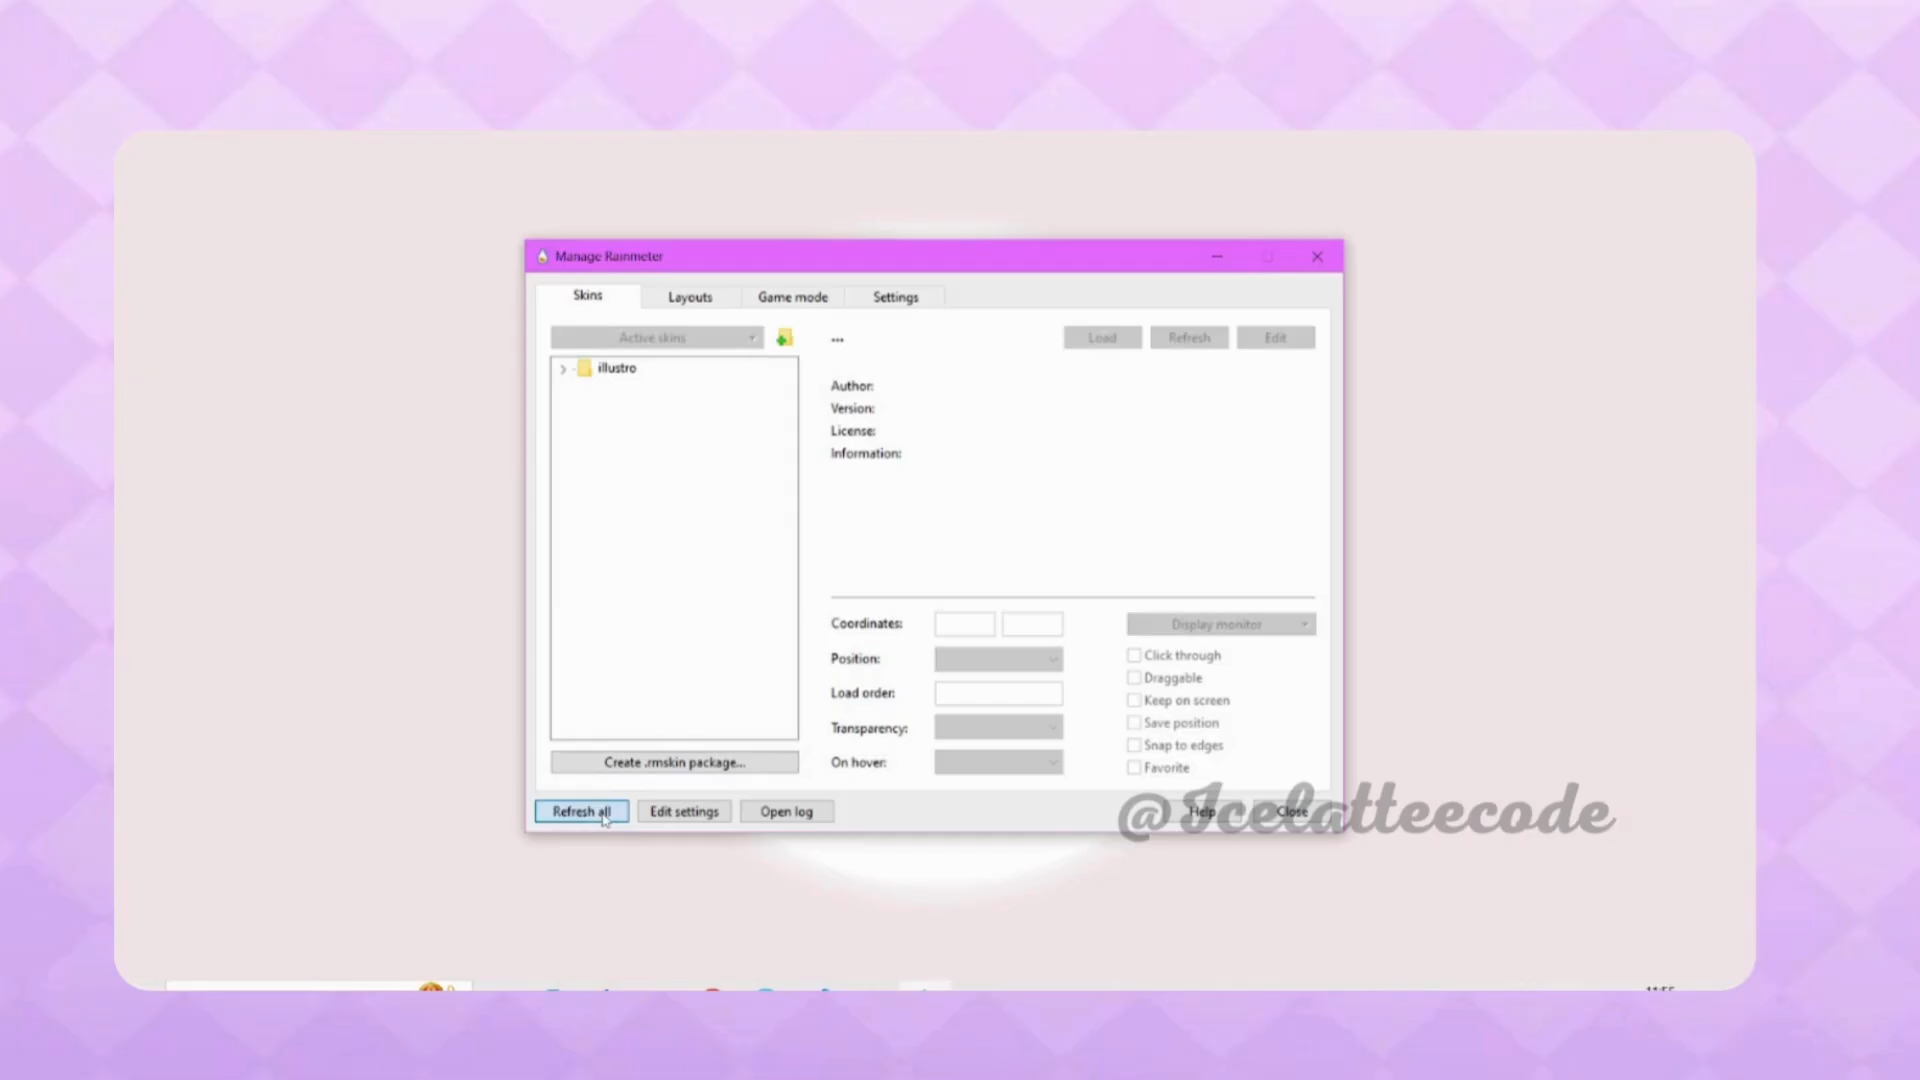 Manage Rainmeter
Skins
Layouts
Game mode
Settings
Active skins
...
Load
Refresh
Edit
illustro
Author:
Version:
License:
Information:
Coordinates:
Display monitor
Position:
Click through
Draggable
Load order:
Keep on screen
Transparency:
Save position
Snap to edges
On hover:
Favorite
Create .rmskin package...
Refresh all
Edit settings
Open log
Help
Close
@Icelatteecode